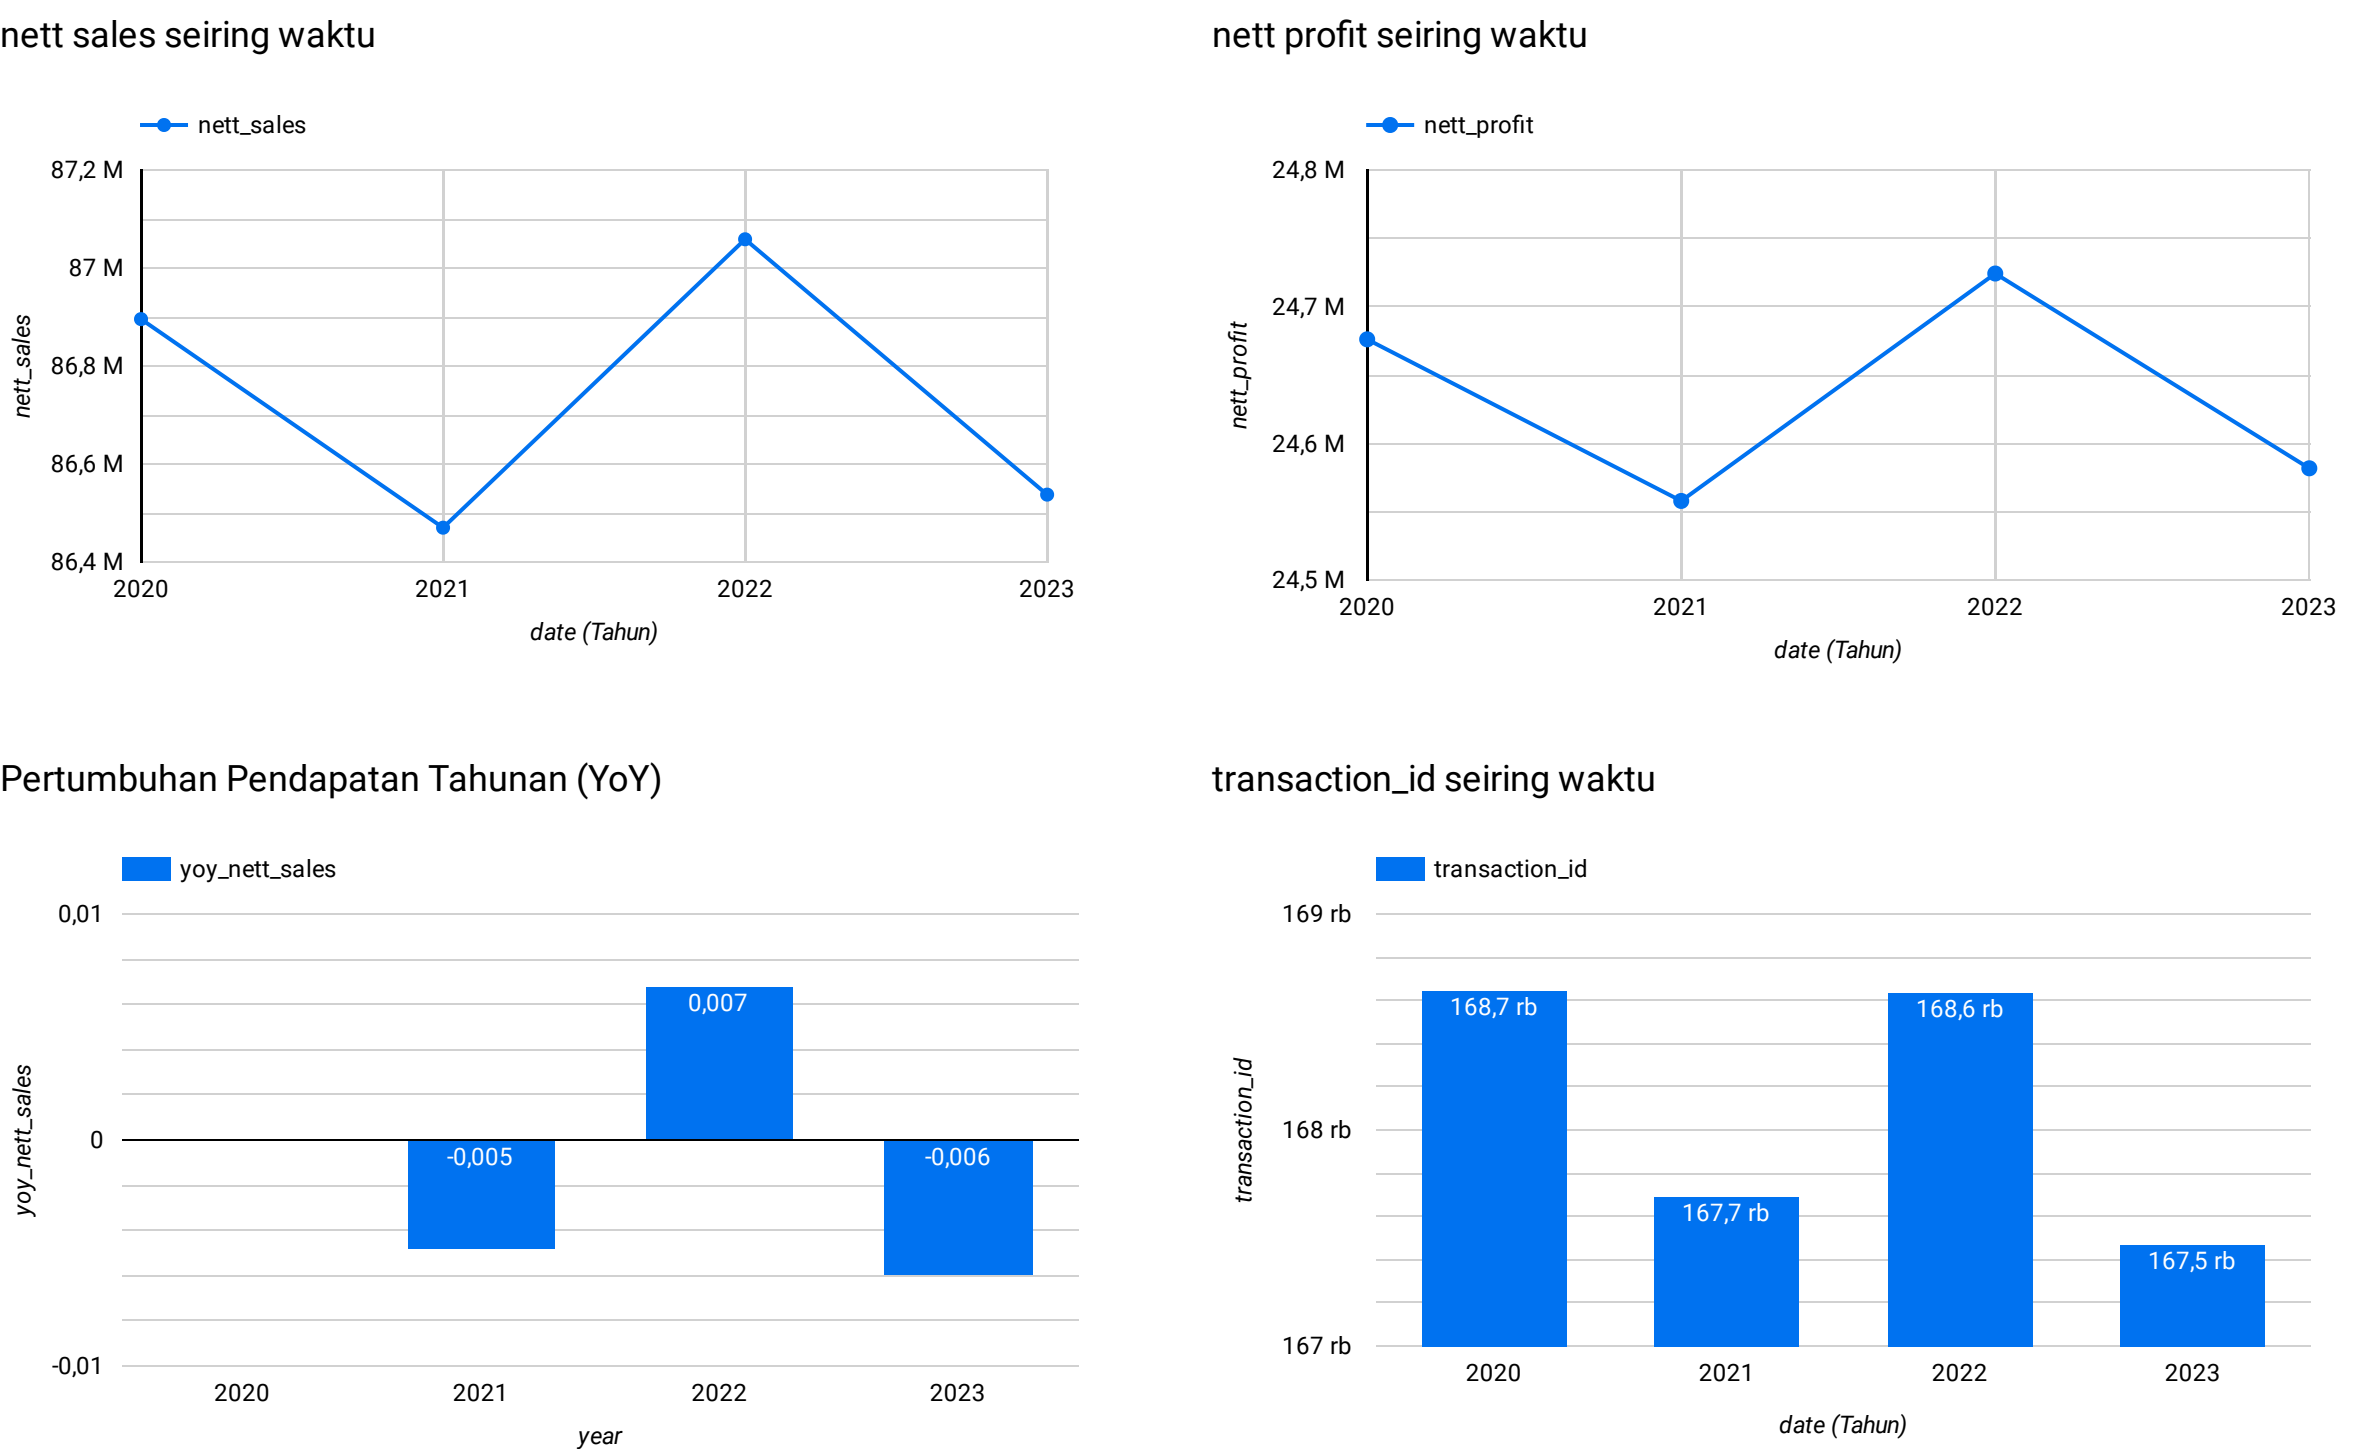 nett sales seiring waktu
nett_sales
87,2 M
87 M
86,8 M
86,6 M
86,4 M
nett_sales
2020 2021 2022 2023
date (Tahun)
nett profit seiring waktu
nett_profit
24,8 M
24,7 M
24,6 M
24,5 M
nett_profit
2020 2021 2022 2023
date (Tahun)
Pertumbuhan Pendapatan Tahunan (YoY)
yoy_nett_sales
0,01
0
-0,01
yoy_nett_sales
-0,005
0,007
-0,006
2020 2021 2022 2023
year
transaction_id seiring waktu
transaction_id
169 rb
168 rb
167 rb
transaction_id
168,7 rb
167,7 rb
168,6 rb
167,5 rb
2020 2021 2022 2023
date (Tahun)